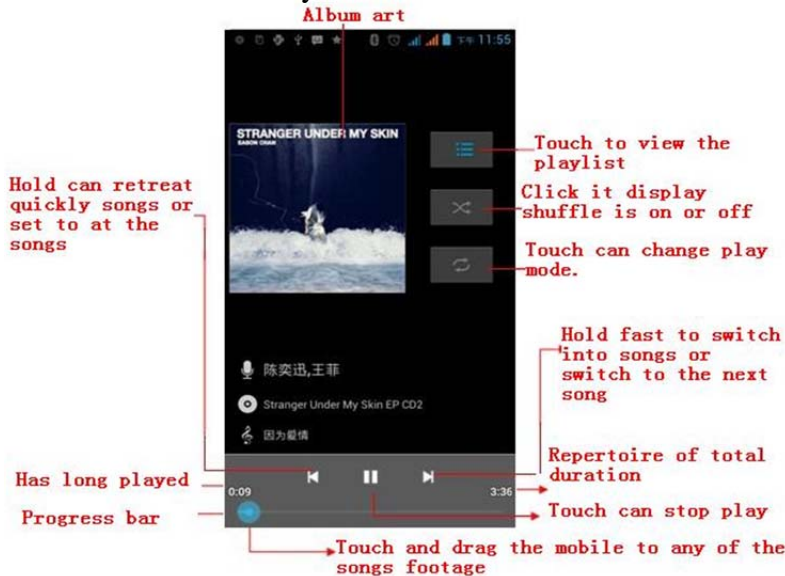 Album art
下午 11:55
STRANGER UNDER MY SKIN
EASON CHAN
Touch to view the
playlist
Click it display
shuffle is on or off
Touch can change play
mode.
Hold can retreat
quickly songs or
set to at the
songs
Hold fast to switch
into songs or
switch to the next
song
陈奕迅,王菲
Stranger Under My Skin EP CD2
因为爱情
Has long played
0:09
3:36
Repertoire of total
duration
Progress bar
Touch can stop play
Touch and drag the mobile to any of the
songs footage